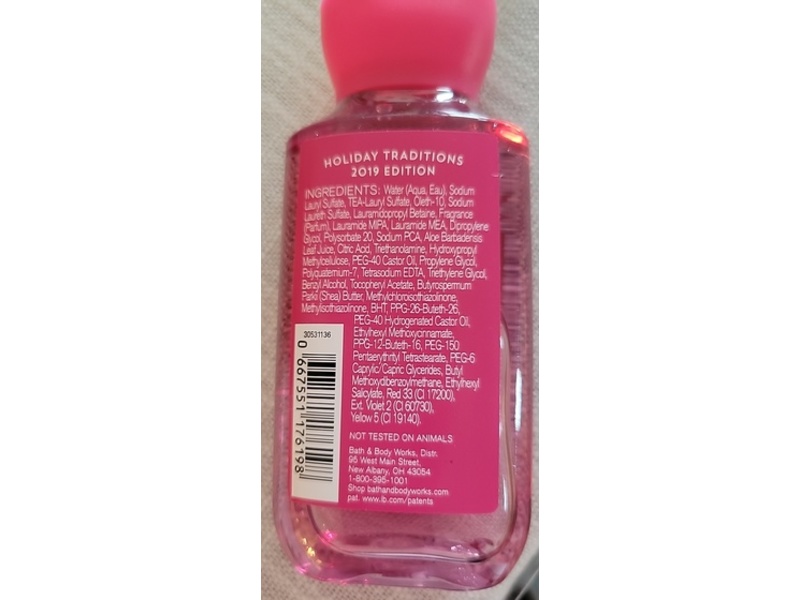 HOLIDAY TRADITIONS
2019 EDITION
INGREDIENTS: Water (Aqua, Eau), Sodium
Lauryl Sulfate, TEA-Lauryl Sulfate, Oleth-10, Sodium
Laureth Sulfate, Lauramidopropyl Betaine, Fragrance
(Parfum), Lauramide MIPA, Lauramide MEA, Dipropylene
Glycol, Polysorbate 20, Sodium PCA, Aloe Barbadensis
Leaf Juice, Citric Acid, Triethanolamine, Hydroxypropyl
Methylcellulose, PEG-40 Castor Oil, Propylene Glycol,
Polyquaternium-7, Tetrasodium EDTA, Triethylene Glycol,
Benzyl Alcohol, Tocopheryl Acetate, Butyrospermum
Parkii (Shea) Butter, Methylchloroisothiazolinone,
Methylisothiazolinone, BHT, PPG-26-Buteth-26,
PEG-40 Hydrogenated Castor Oil,
Ethylhexyl Methoxycinnamate,
PPG-12-Buteth-16, PEG-150
Pentaerythrityl Tetrastearate, PEG-6
Caprylic/Capric Glycerides, Butyl
Methoxydibenzoylmethane, Ethylhexyl
Salicylate, Red 33 (CI 17200),
Ext. Violet 2 (CI 60730),
Yellow 5 (CI 19140).
30531136
0 667551 176198
NOT TESTED ON ANIMALS
Bath & Body Works, Distr.
95 West Main Street,
New Albany, OH 43054
1-800-395-1001
Shop bathandbodyworks.com
pat. www.lb.com/patents